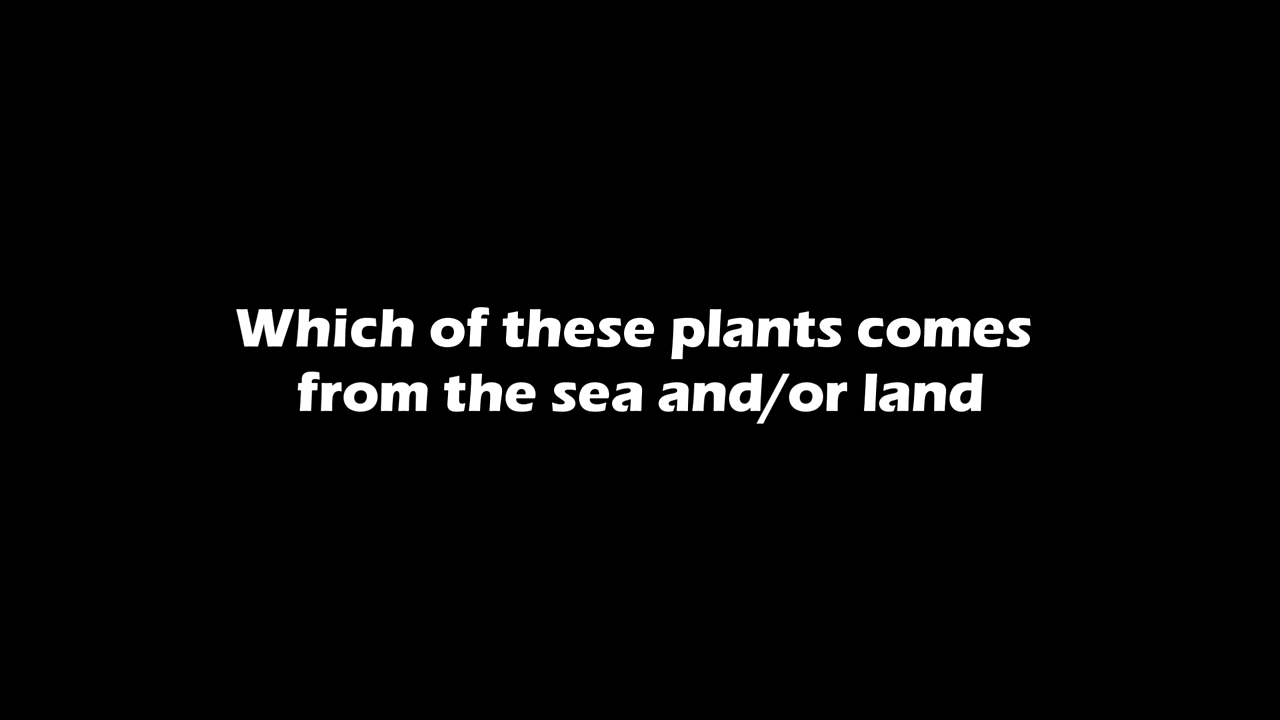 Which of these plants comes
from the sea and/or land